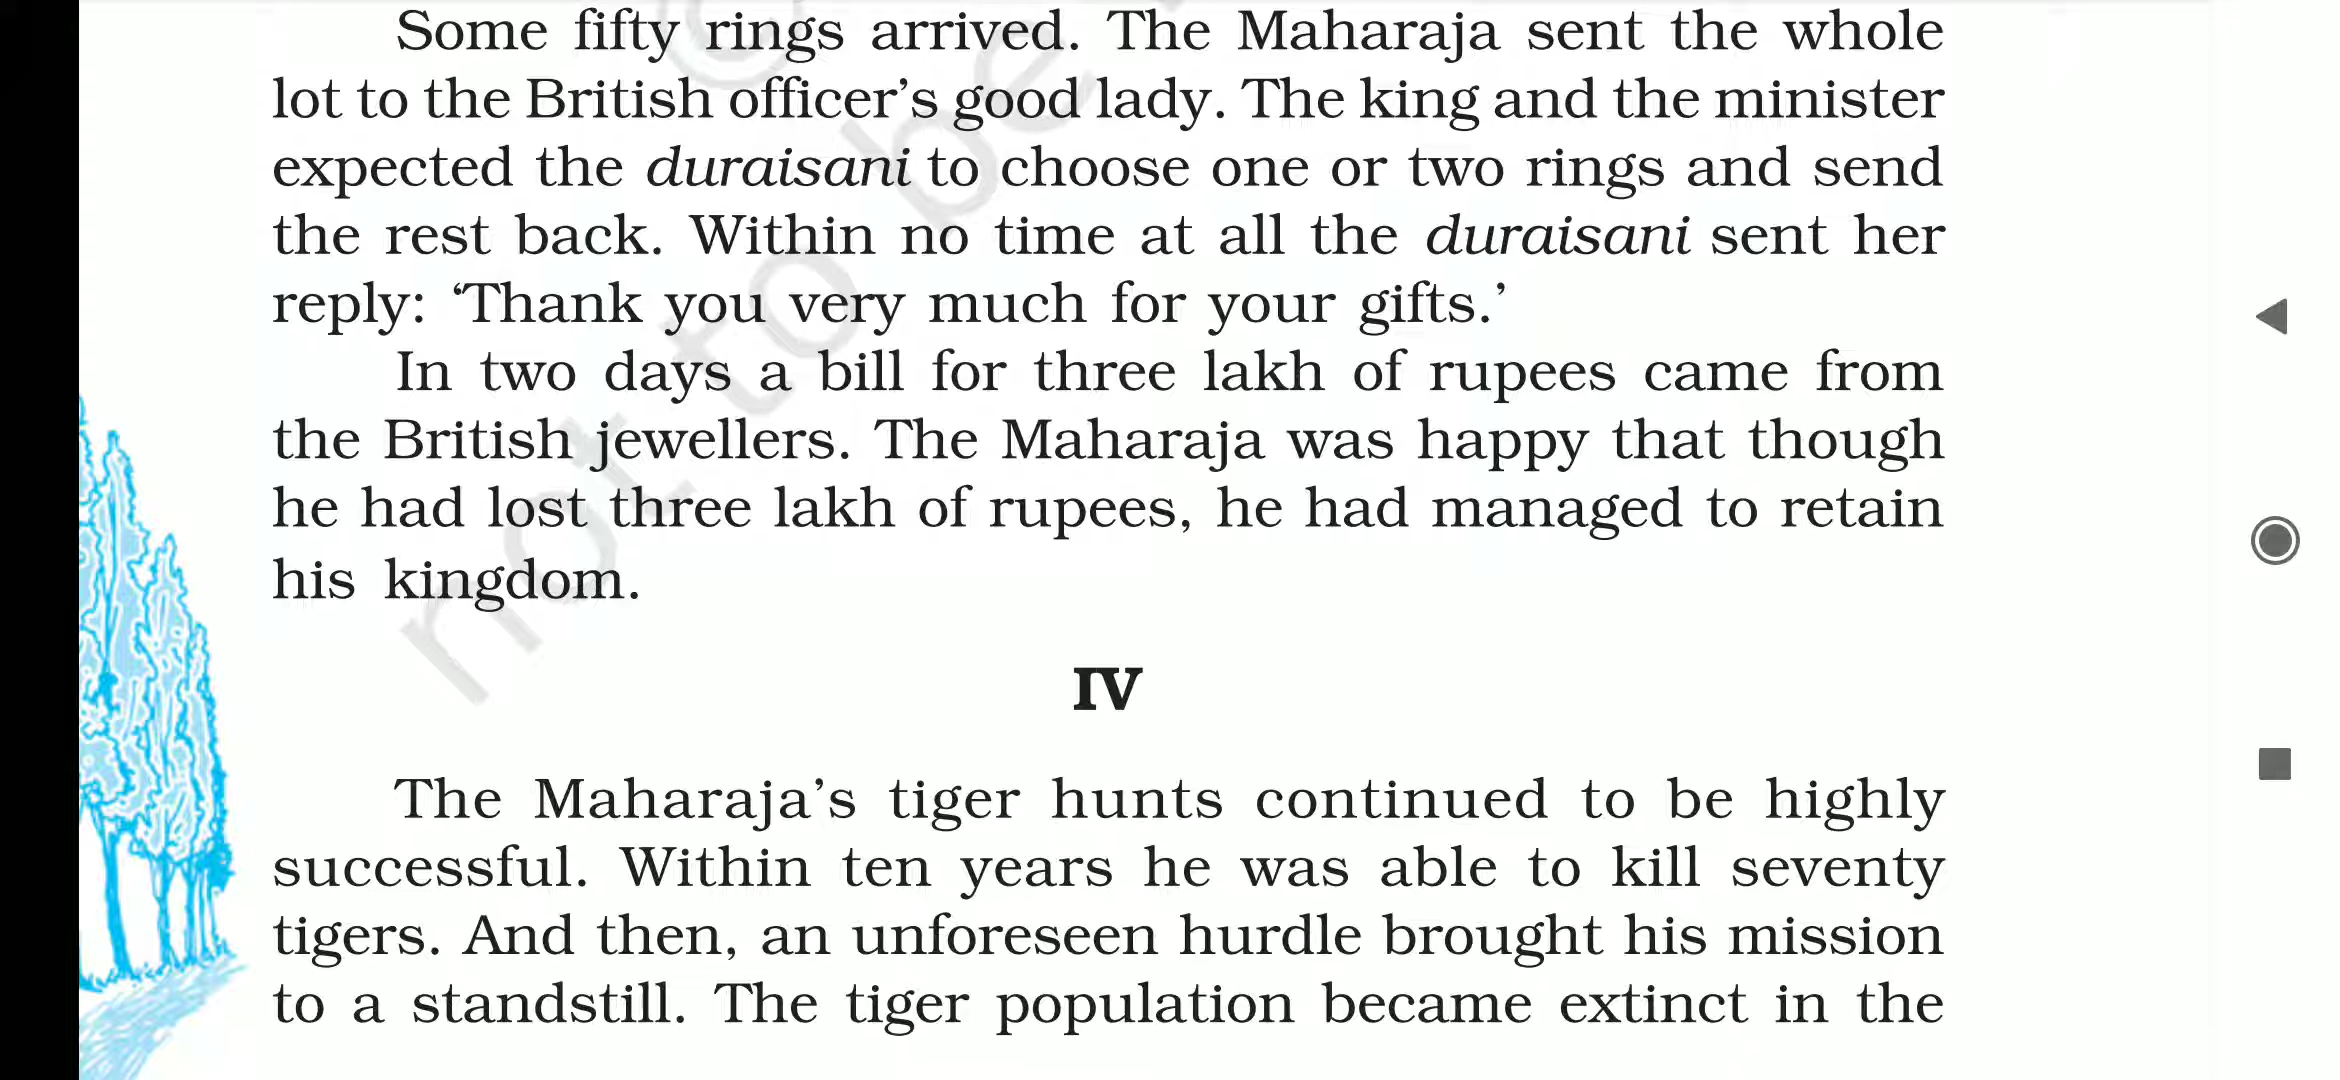 Some fifty rings arrived. The Maharaja sent the whole
lot to the British officer's good lady. The king and the minister
expected the duraisani to choose one or two rings and send
the rest back. Within no time at all the duraisani sent her
reply: ‘Thank you very much for your gifts.’
In two days a bill for three lakh of rupees came from
the British jewellers. The Maharaja was happy that though
he had lost three lakh of rupees, he had managed to retain
his kingdom.
IV
The Maharaja’s tiger hunts continued to be highly
successful. Within ten years he was able to kill seventy
tigers. And then, an unforeseen hurdle brought his mission
to a standstill. The tiger population became extinct in the
©
not to be